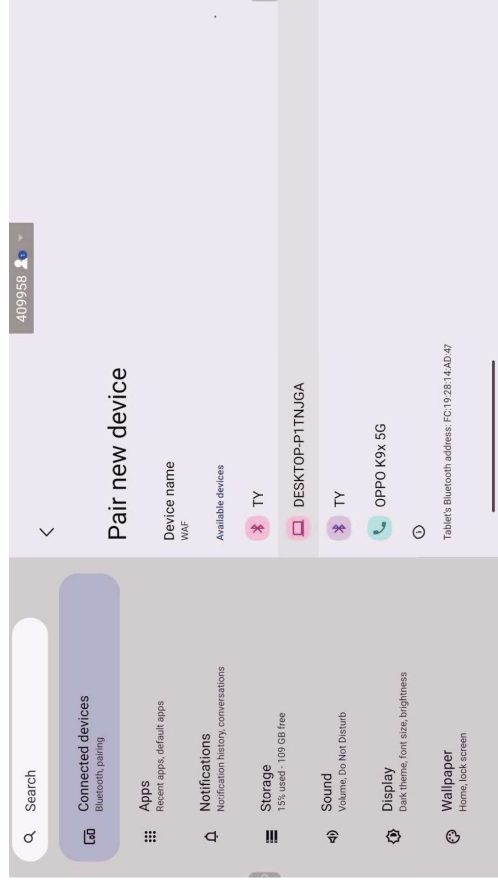 409958
Search
Connected devices
Bluetooth, pairing
Apps
Recent apps, default apps
Notifications
Notification history, conversations
Storage
15% used - 109 GB free
Sound
Volume, Do Not Disturb
Display
Dark theme, font size, brightness
Wallpaper
Home, lock screen
Pair new device
Device name
WAF
Available devices
TY
DESKTOP-P1TNJGA
TY
OPPO K9x 5G
Tablet's Bluetooth address: FC:19:28:14:AD:47